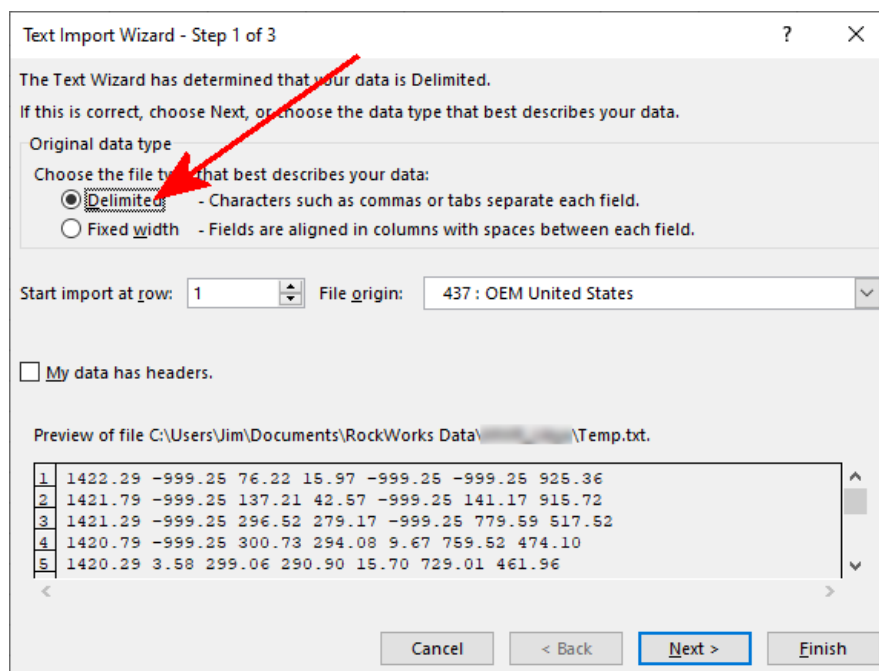 Text Import Wizard - Step 1 of 3 ? ×
The Text Wizard has determined that your data is Delimited.
If this is correct, choose Next, or choose the data type that best describes your data.
Original data type
Choose the file that best describes your data:
Delimited - Characters such as commas or tabs separate each field.
Fixed width - Fields are aligned in columns with spaces between each field.
Start import at row: 1 File origin: 437 : OEM United States
My data has headers.
Preview of file C:\Users\Jim\Documents\RockWorks Data\ \Temp.txt.
1 1422.29 -999.25 76.22 15.97 -999.25 -999.25 925.36
2 1421.79 -999.25 137.21 42.57 -999.25 141.17 915.72
3 1421.29 -999.25 296.52 279.17 -999.25 779.59 517.52
4 1420.79 -999.25 300.73 294.08 9.67 759.52 474.10
5 1420.29 3.58 299.06 290.90 15.70 729.01 461.96
Cancel < Back Next > Finish